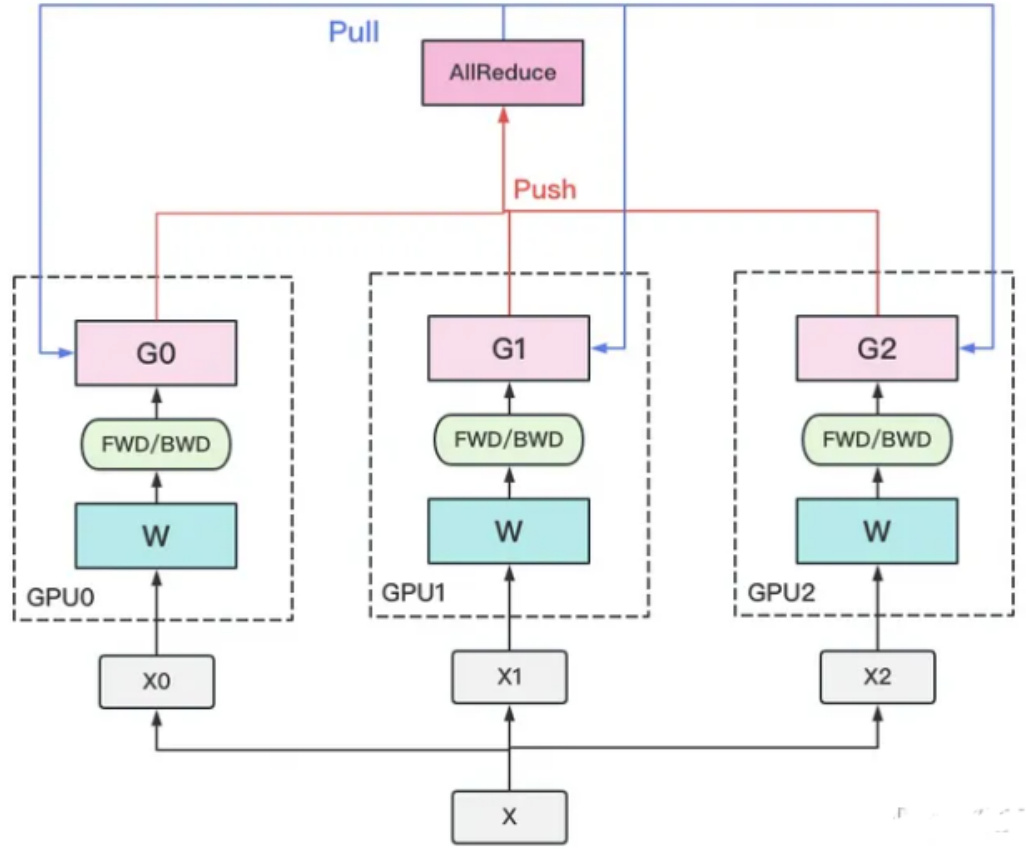 Pull
AllReduce
Push
G0
G1
G2
FWD/BWD
FWD/BWD
FWD/BWD
W
W
W
GPU0
GPU1
GPU2
X0
X1
X2
X